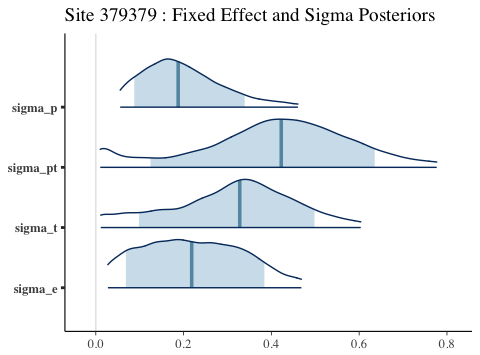 Site 379379 : Fixed Effect and Sigma Posteriors
sigma_p
sigma_pt
sigma_t
sigma_e
0.0 0.2 0.4 0.6 0.8